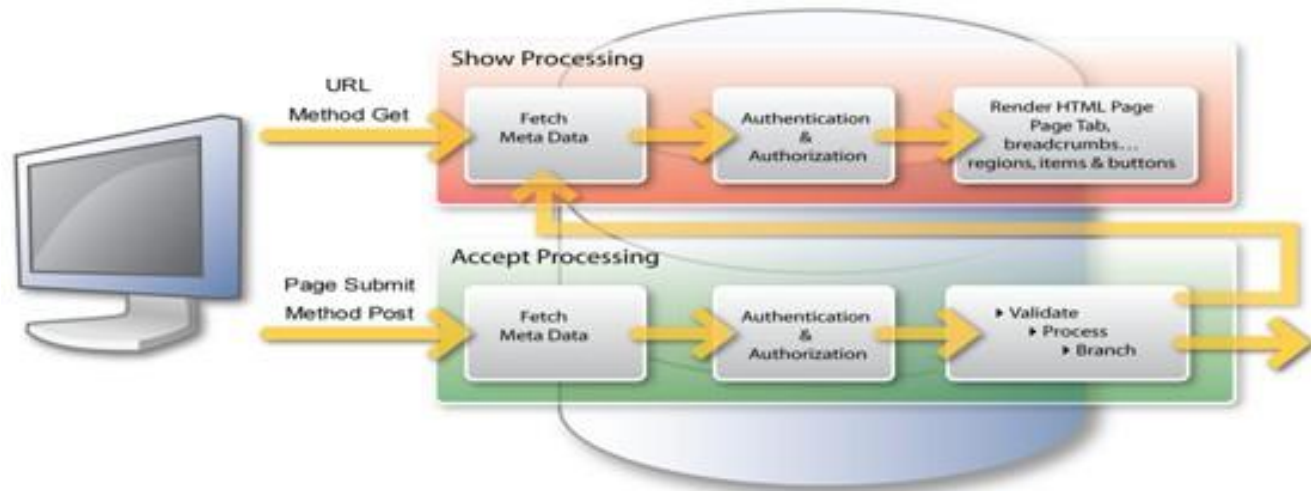 Show Processing
URL
Method Get
Fetch
Meta Data
Authentication
&
Authorization
Render HTML Page
Page Tab,
breadcrumbs...
regions, items & buttons
Accept Processing
Page Submit
Method Post
Fetch
Meta Data
Authentication
&
Authorization
Validate
Process
Branch